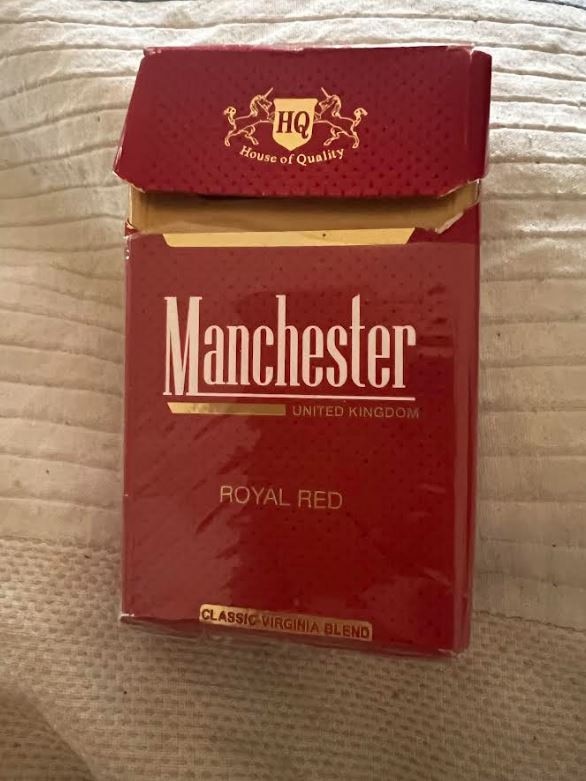 HQ
House of Quality
Manchester
UNITED KINGDOM
ROYAL RED
CLASSIC VIRGINIA BLEND